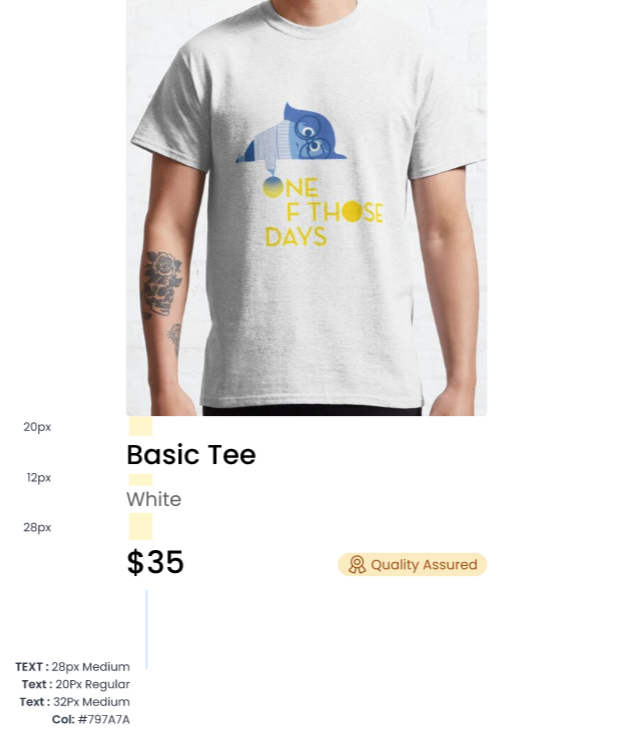 ONE
F THOSE
DAYS
20px
Basic Tee
12px
White
28px
$35
Quality Assured
TEXT : 28px Medium
Text : 20Px Regular
Text : 32Px Medium
Col: #797A7A